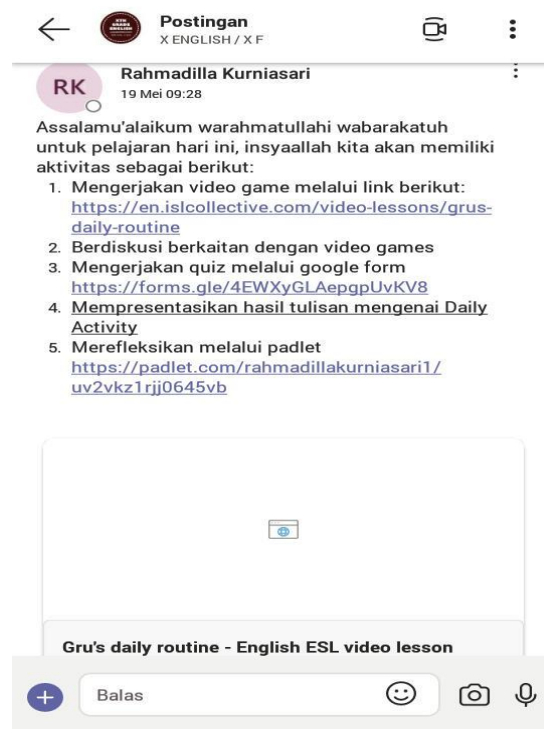 Postingan
X ENGLISH / X F
RK
Rahmadilla Kurniasari
19 Mei 09:28
Assalamu'alaikum warahmatullahi wabarakatuh
untuk pelajaran hari ini, insyaallah kita akan memiliki
aktivitas sebagai berikut:
1. Mengerjakan video game melalui link berikut:
https://en.islcollective.com/video-lessons/grus-
daily-routine
2. Berdiskusi berkaitan dengan video games
3. Mengerjakan quiz melalui google form
https://forms.gle/4EWXyGLAepgpUvKV8
4. Mempresentasikan hasil tulisan mengenai Daily
Activity
5. Merefleksikan melalui padlet
https://padlet.com/rahmadillakurniasari1/
uv2vkz1rjj0645vb
Gru's daily routine - English ESL video lesson
Balas